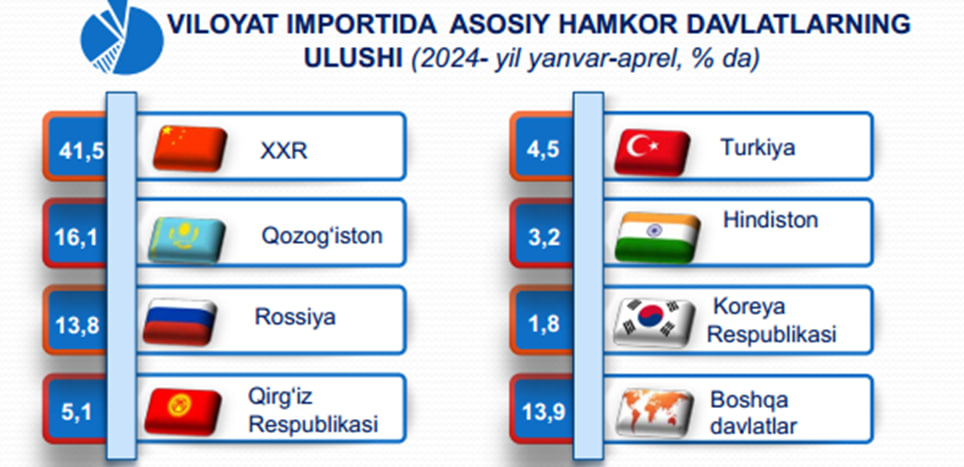 VILOYAT IMPORTIDA ASOSIY HAMKOR DAVLATLARNING
ULUSHI (2024- yil yanvar-aprel, % da)
41,5 XXR
16,1 Qozog‘iston
13,8 Rossiya
5,1 Qirg‘iz
Respublikasi
4,5 Turkiya
3,2 Hindiston
1,8 Koreya
Respublikasi
13,9 Boshqa
davlatlar